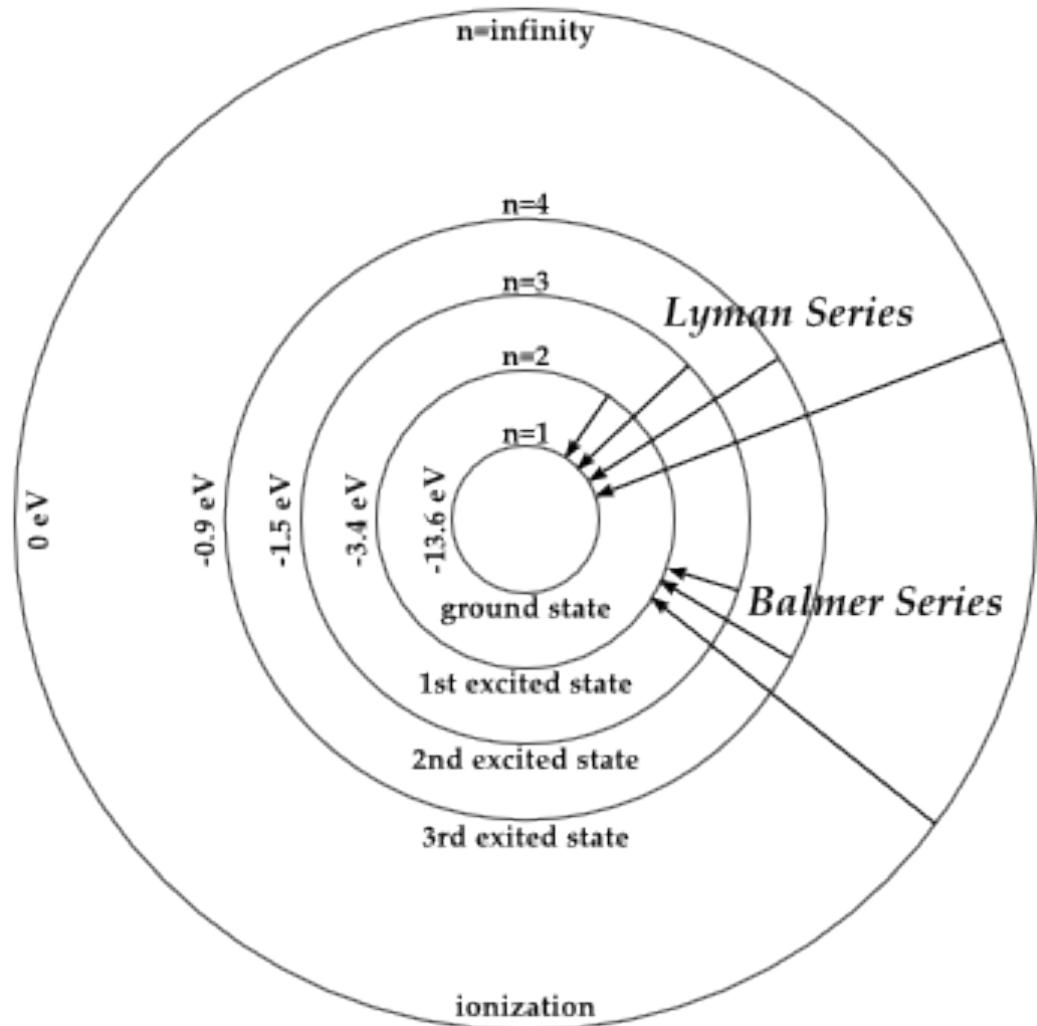 n=infinity
n=4
n=3
Lyman Series
n=2
n=1
0 eV
-0.9 eV
-1.5 eV
-3.4 eV
-13.6 eV
Balmer Series
ground state
1st excited state
2nd excited state
3rd exited state
ionization